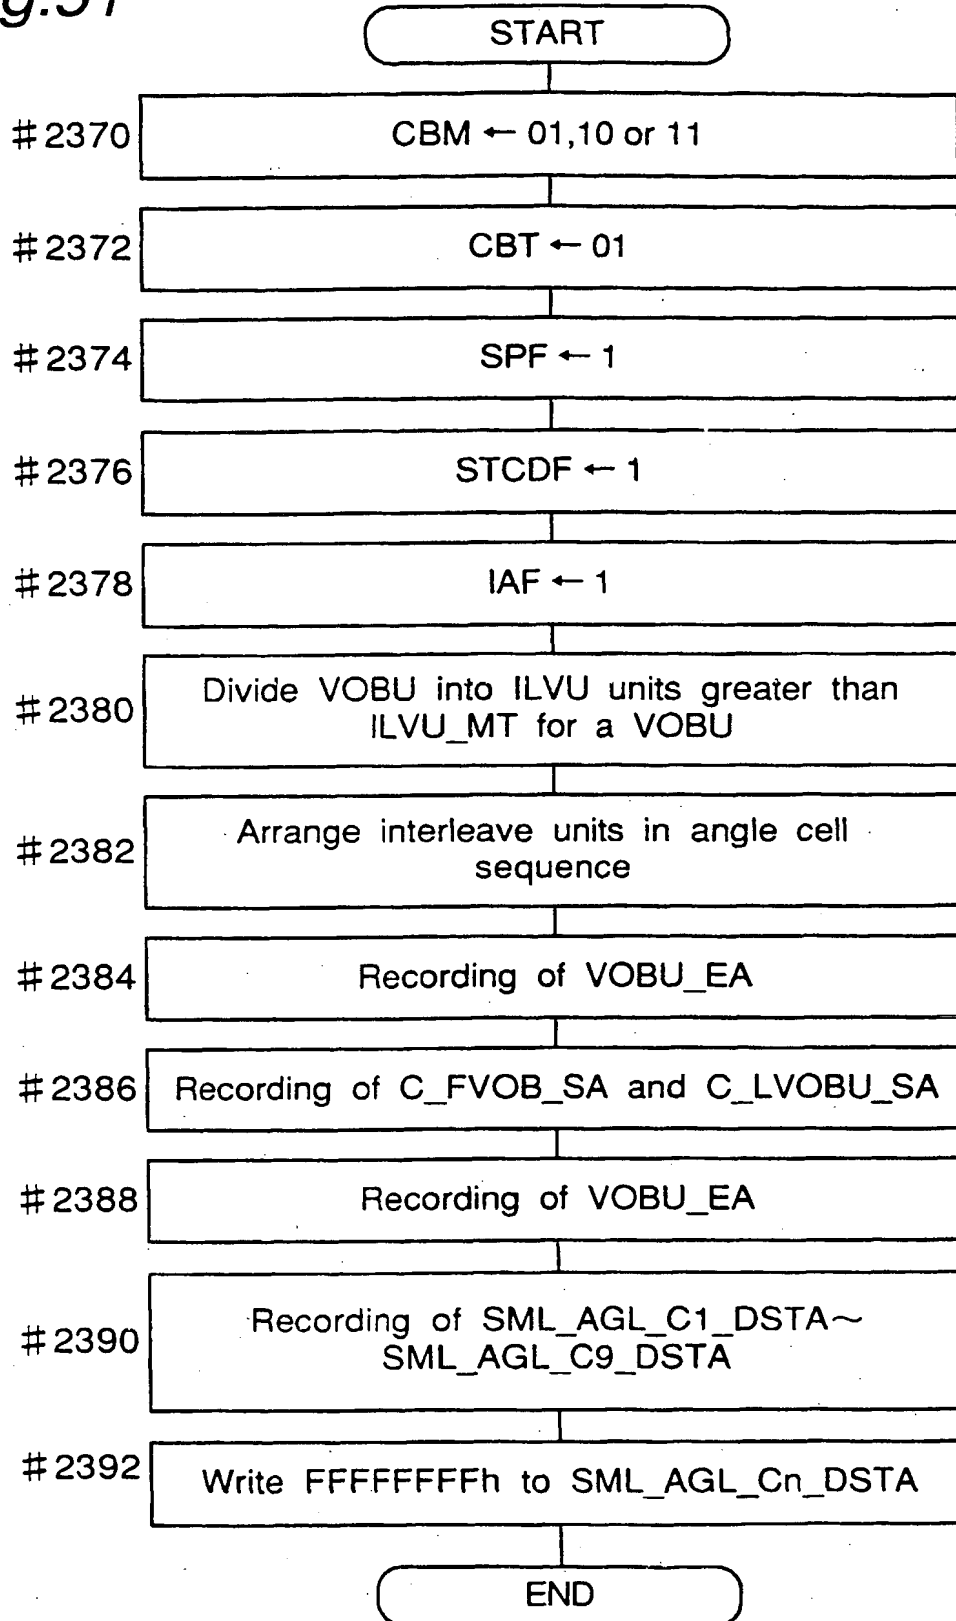 g.51
START
#2370 CBM ← 01,10 or 11
#2372 CBT ← 01
#2374 SPF ← 1
#2376 STCDF ← 1
#2378 IAF ← 1
#2380 Divide VOBU into ILVU units greater than
ILVU_MT for a VOBU
#2382 Arrange interleave units in angle cell
sequence
#2384 Recording of VOBU_EA
#2386 Recording of C_FVOB_SA and C_LVOBU_SA
#2388 Recording of VOBU_EA
#2390 Recording of SML_AGL_C1_DSTA~
SML_AGL_C9_DSTA
#2392 Write FFFFFFFFh to SML_AGL_Cn_DSTA
END